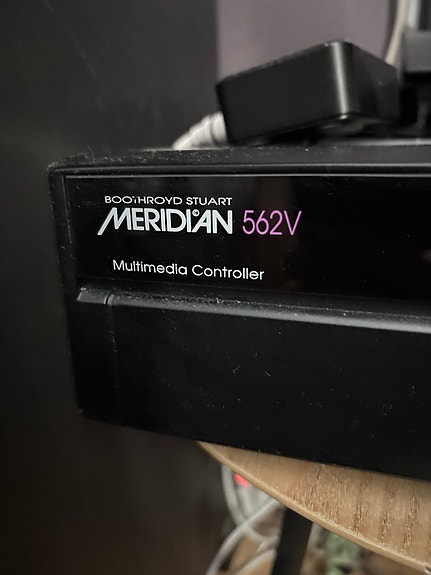 BOOTHROYD STUART
MERIDIAN 562V
Multimedia Controller